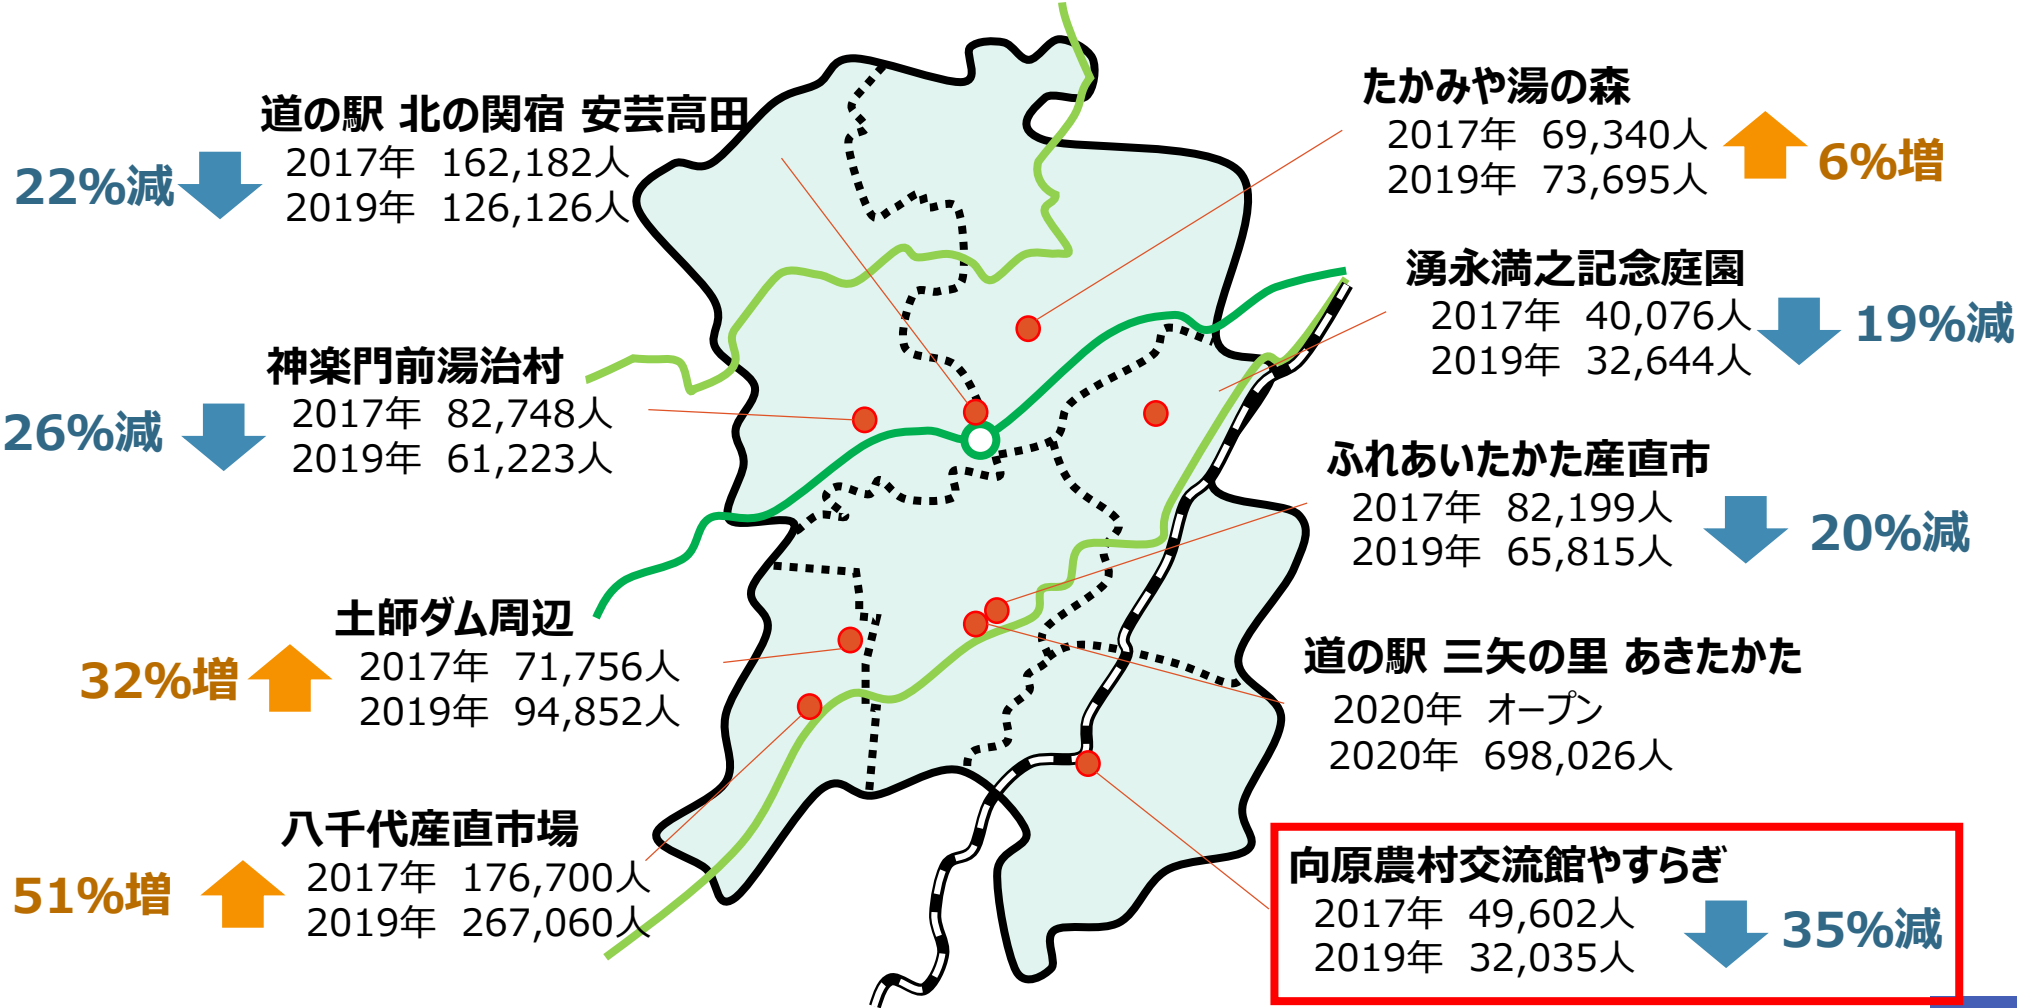 道の駅 北の関宿 安芸高田
2017年 162,182人
2019年 126,126人
22%減
神楽門前湯治村
2017年 82,748人
2019年 61,223人
26%減
土師ダム周辺
2017年 71,756人
2019年 94,852人
32%増
八千代産直市場
2017年 176,700人
2019年 267,060人
51%増
たかみや湯の森
2017年 69,340人
2019年 73,695人
6%増
湧永満之記念庭園
2017年 40,076人
2019年 32,644人
19%減
ふれあいたかた産直市
2017年 82,199人
2019年 65,815人
20%減
道の駅 三矢の里 あきたかた
2020年 オープン
2020年 698,026人
向原農村交流館やすらぎ
2017年 49,602人
2019年 32,035人
35%減